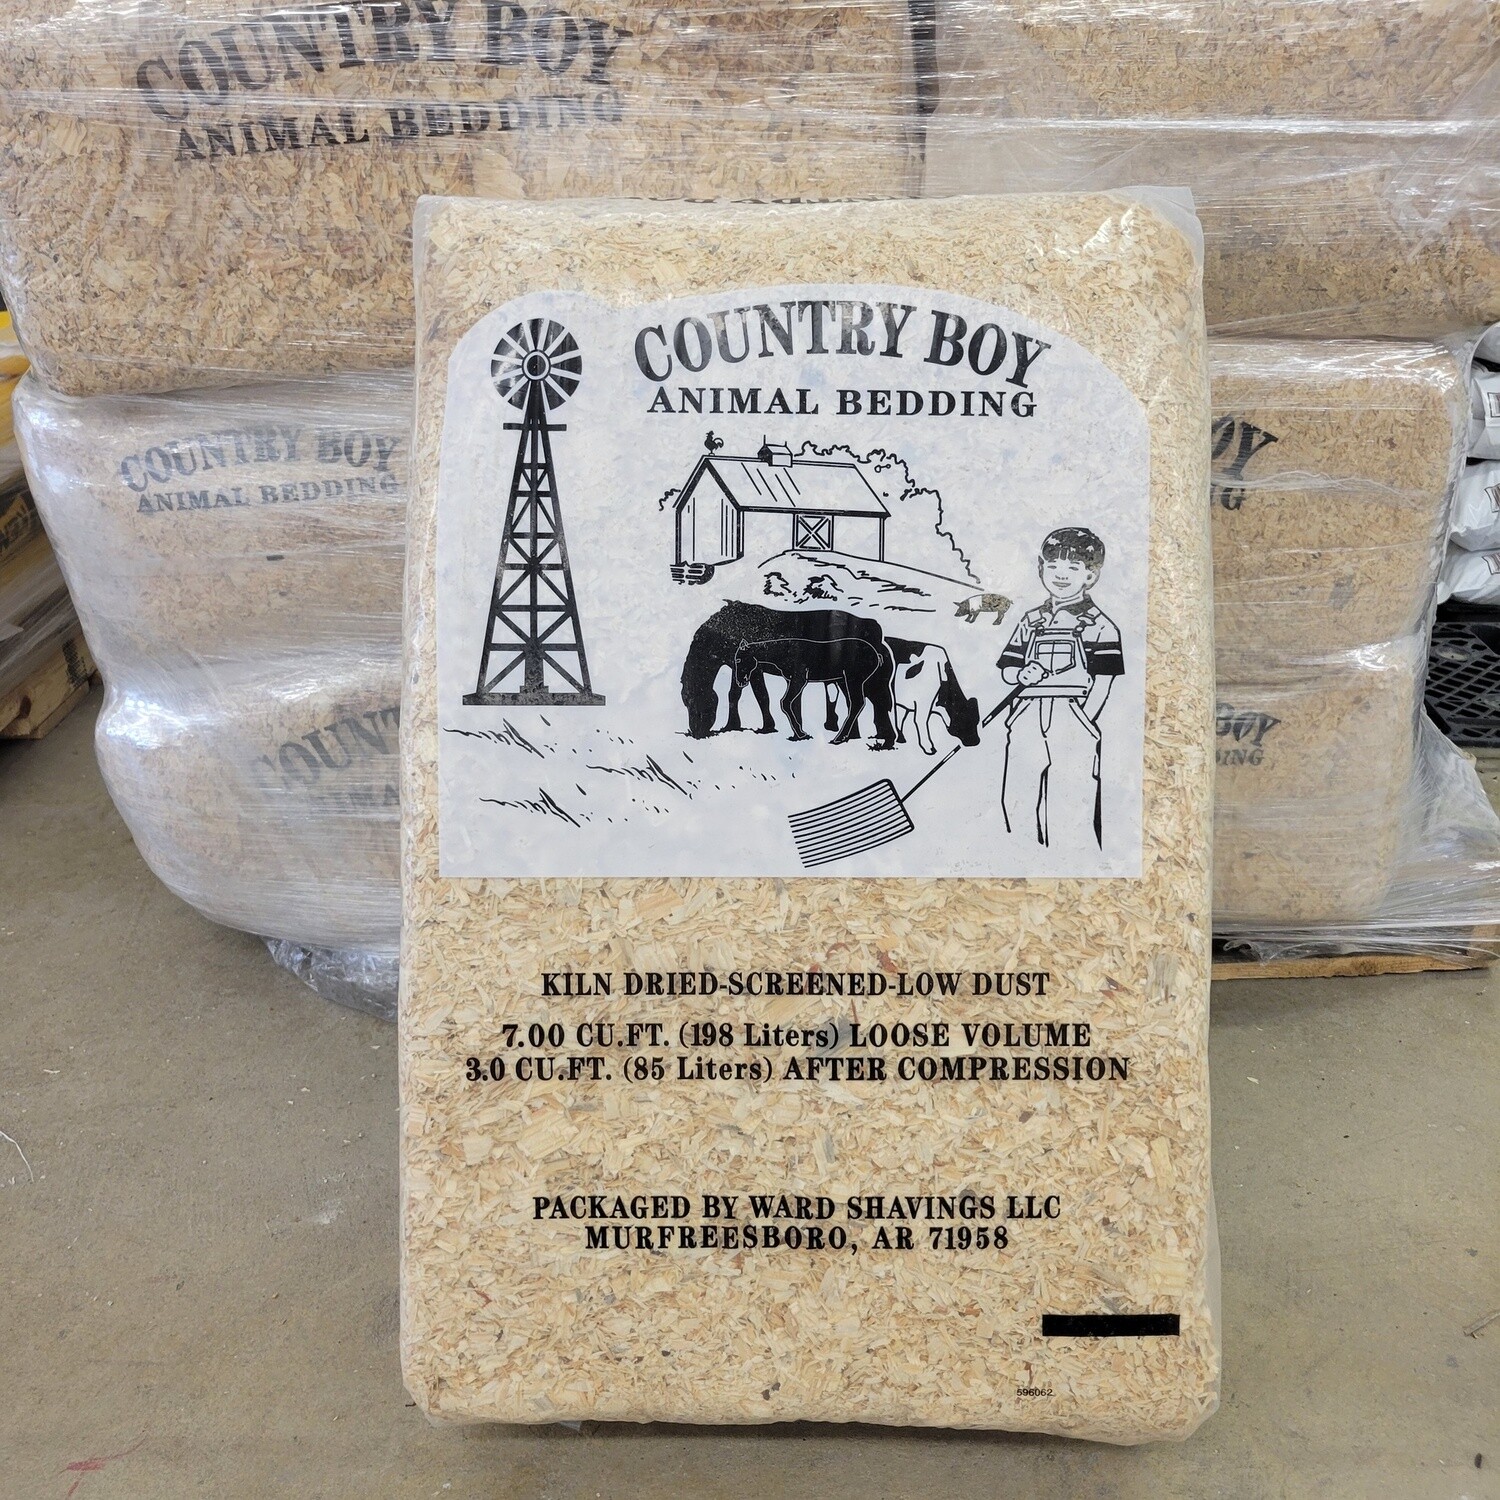 COUNTRY BOY
ANIMAL BEDDING
COUNTRY BOY
ANIMAL BEDDING
COUNTRY BOY
ANIMAL BEDDING
KILN DRIED-SCREENED-LOW DUST
7.00 CU.FT. (198 Liters) LOOSE VOLUME
3.0 CU.FT. (85 Liters) AFTER COMPRESSION
PACKAGED BY WARD SHAVINGS LLC
MURFREESBORO, AR 71958
596062